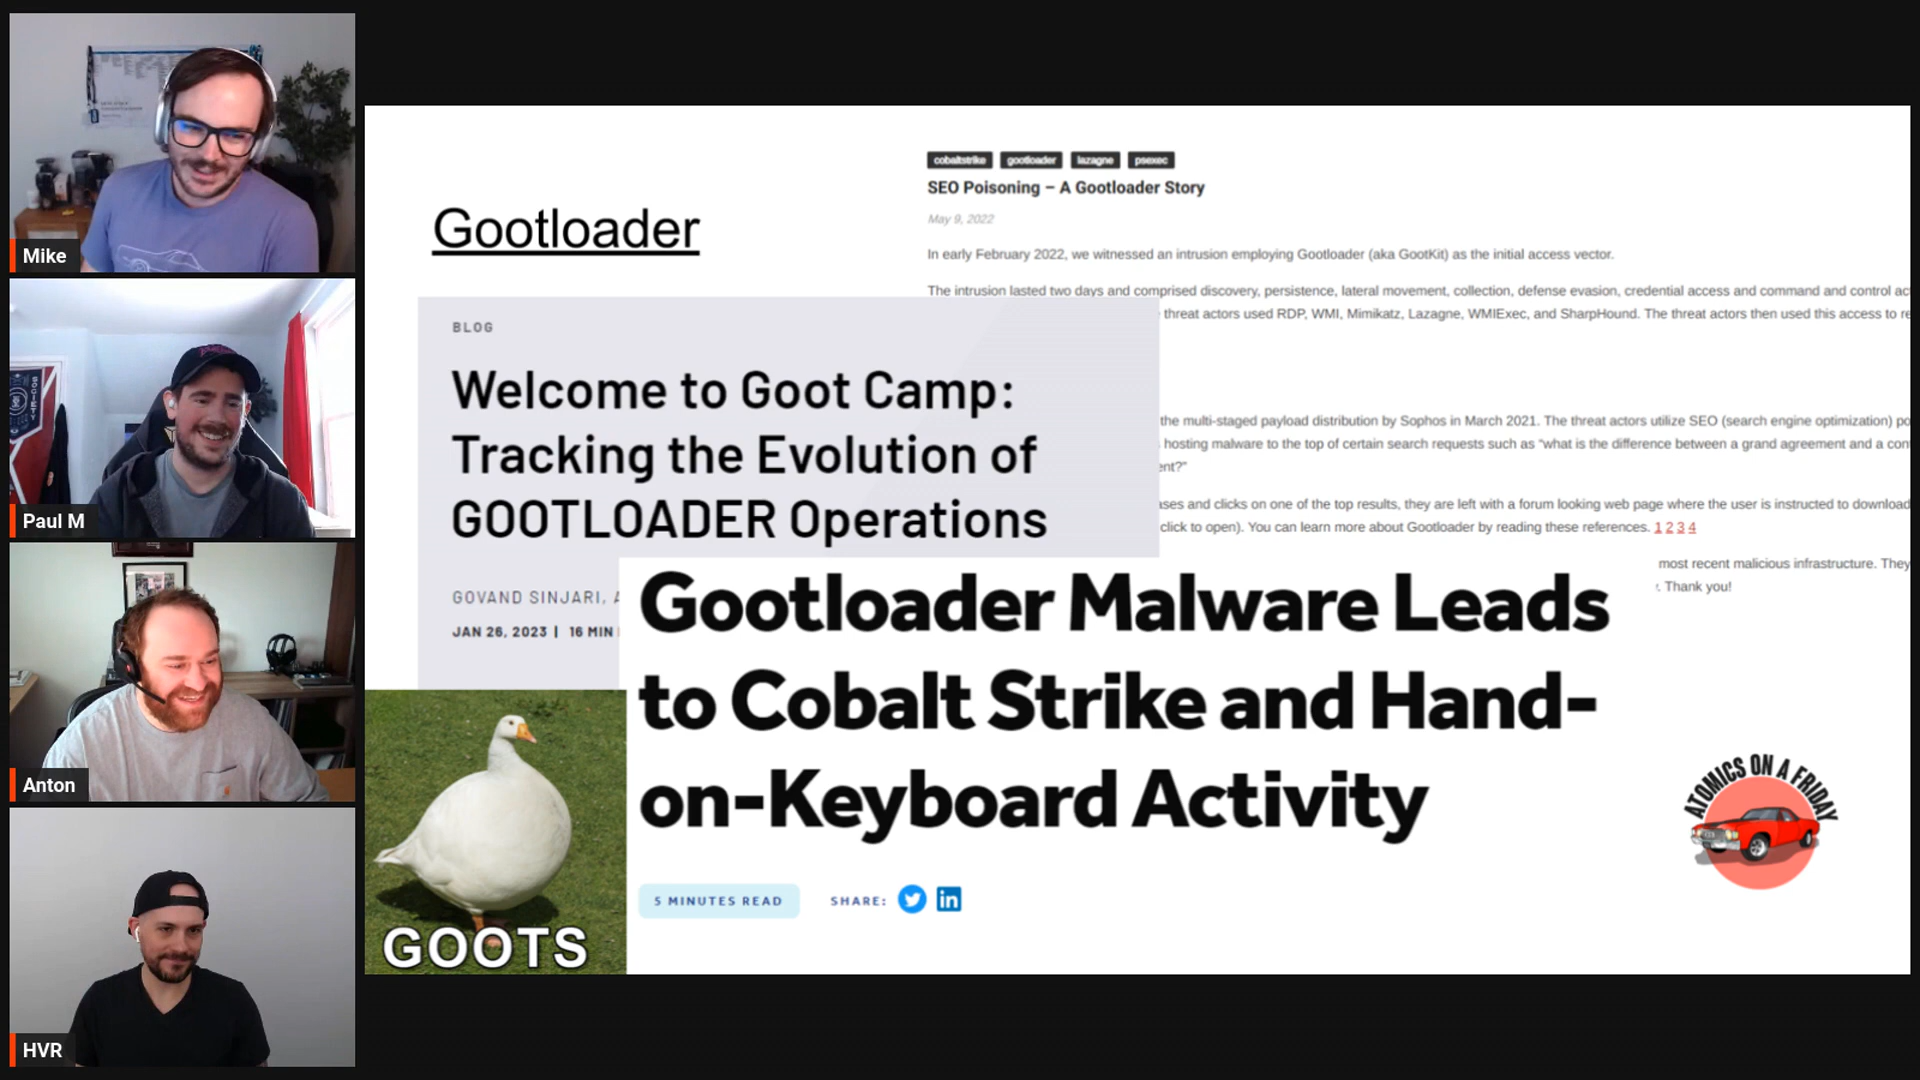 Mike
Paul M
SOCIETY
Anton
HVR
Gootloader
cobaltstrike gootloader lazagne psexec
SEO Poisoning – A Gootloader Story
May 9, 2022
In early February 2022, we witnessed an intrusion employing Gootloader (aka GootKit) as the initial access vector.
The intrusion lasted two days and comprised discovery, persistence, lateral movement, collection, defense evasion, credential access and command and control
threat actors used RDP, WMI, Mimikatz, Lazagne, WMIExec, and SharpHound. The threat actors then used this access to
the multi-staged payload distribution by Sophos in March 2021. The threat actors utilize SEO (search engine optimization)
hosting malware to the top of certain search requests such as “what is the difference between a grand agreement and a
ent?”
ases and clicks on one of the top results, they are left with a forum looking web page where the user is instructed to download
click to open). You can learn more about Gootloader by reading these references. 1 2 3 4
most recent malicious infrastructure. They
. Thank you!
BLOG
Welcome to Goot Camp:
Tracking the Evolution of
GOOTLOADER Operations
GOVAND SINJARI,
JAN 26, 2023 | 16 MIN
Gootloader Malware Leads
to Cobalt Strike and Hand-
on-Keyboard Activity
5 MINUTES READ SHARE: in
GOOTS
ATOMICS ON A FRIDAY